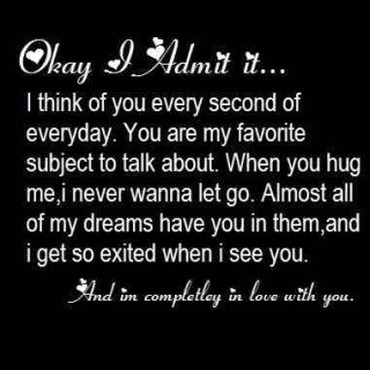 Okay I Admit it...
I think of you every second of
everyday. You are my favorite
subject to talk about. When you hug
me,i never wanna let go. Almost all
of my dreams have you in them,and
i get so exited when i see you.
And im completley in love with you.